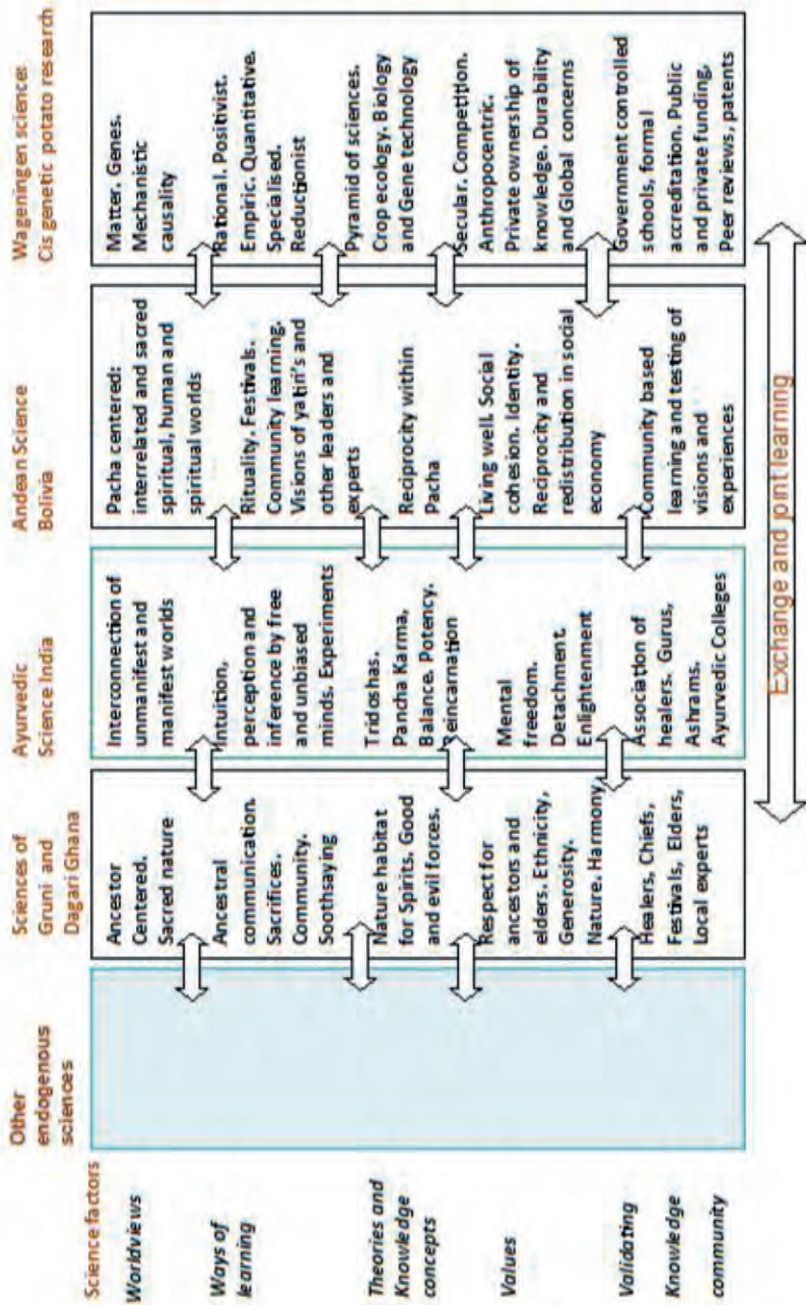 Science factors
Worldviews
Ways of
learning
Theories and
Knowledge
concepts
Values
Validating
Knowledge
community
Other
endogenous
sciences
Sciences of
Gruni and
Dagari Ghana
Ancestor
Centered.
Sacred nature
Ancestral
communication.
Sacrifices.
Community.
Soothsaying
Nature habitat
for Spirits. Good
and evil forces.
Respect for
ancestors and
elders. Ethnicity,
Generosity.
Nature. Harmony,
Healers, Chiefs,
Festivals, Elders,
Local experts
Ayurvedic
Science India
Interconnection of
unmanifest and
manifest worlds
Intuition,
perception and
inference by free
and unbiased
minds. Experiments
Tridoshas.
Pancha Karma,
Balance. Potency.
Reincarnation
Mental
freedom.
Detachment.
Enlightenment
Association of
healers. Gurus,
Ashrams,
Ayurvedic Colleges
Andean Science
Bolivia
Pacha centered:
interrelated and sacred
spiritual, human and
spiritual worlds
Rituality. Festivals.
Community learning.
Visions of yatiri's and
other leaders and
experts
Reciprocity within
Pacha
Living well. Social
cohesion. Identity.
Reciprocity and
redistribution in social
economy
Community based
learning and testing of
visions and
experiences
Wageningen science:
Cis genetic potato research
Matter. Genes.
Mechanistic
causality
Rational. Positivist.
Empiric. Quantitative.
Specialised.
Reductionist
Pyramid of sciences.
Crop ecology. Biology
and Gene technology
Secular. Competition.
Anthropocentric.
Private ownership of
knowledge. Durability
and Global concerns
Government controlled
schools, formal
accreditation. Public
and private funding.
Peer reviews, patents
Exchange and joint learning